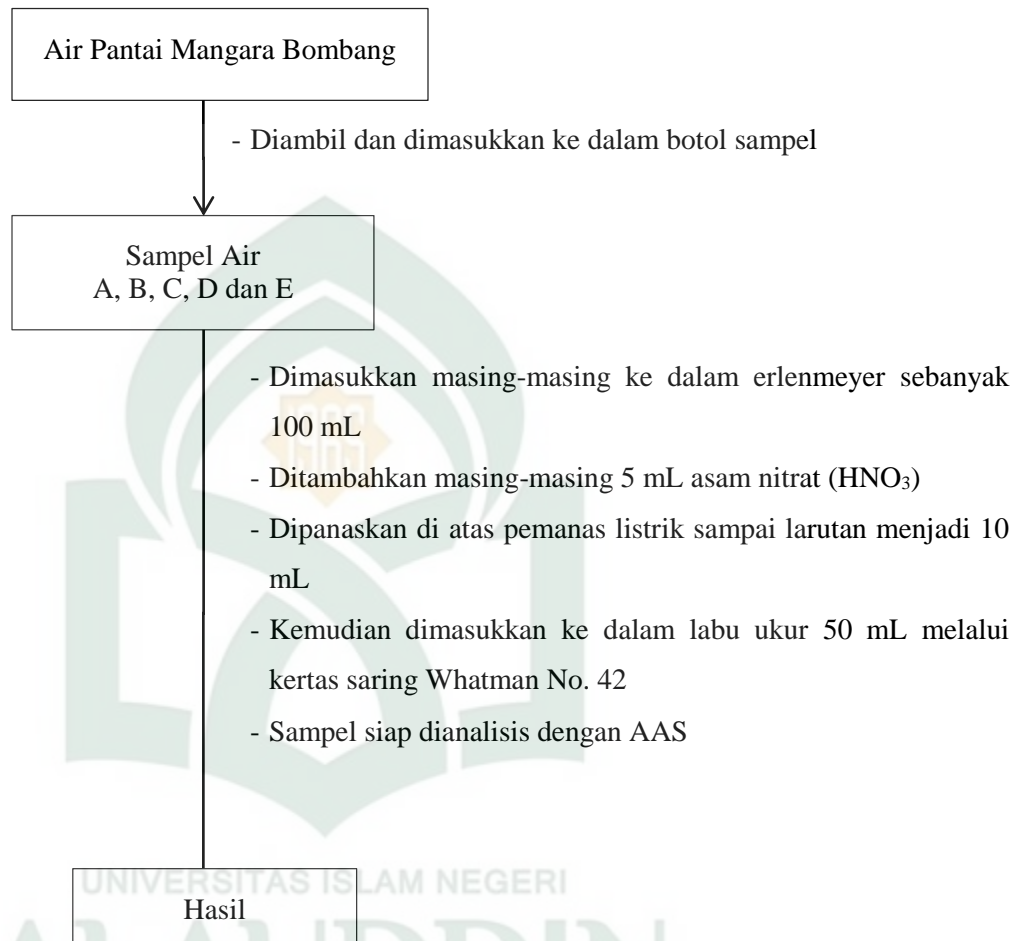 Air Pantai Mangara Bombang
- Diambil dan dimasukkan ke dalam botol sampel
Sampel Air
A, B, C, D dan E
- Dimasukkan masing-masing ke dalam erlenmeyer sebanyak
100 mL
- Ditambahkan masing-masing 5 mL asam nitrat (HNO₃)
- Dipanaskan di atas pemanas listrik sampai larutan menjadi 10
mL
- Kemudian dimasukkan ke dalam labu ukur 50 mL melalui
kertas saring Whatman No. 42
- Sampel siap dianalisis dengan AAS
UNIVERSITAS ISLAM NEGERI
Hasil